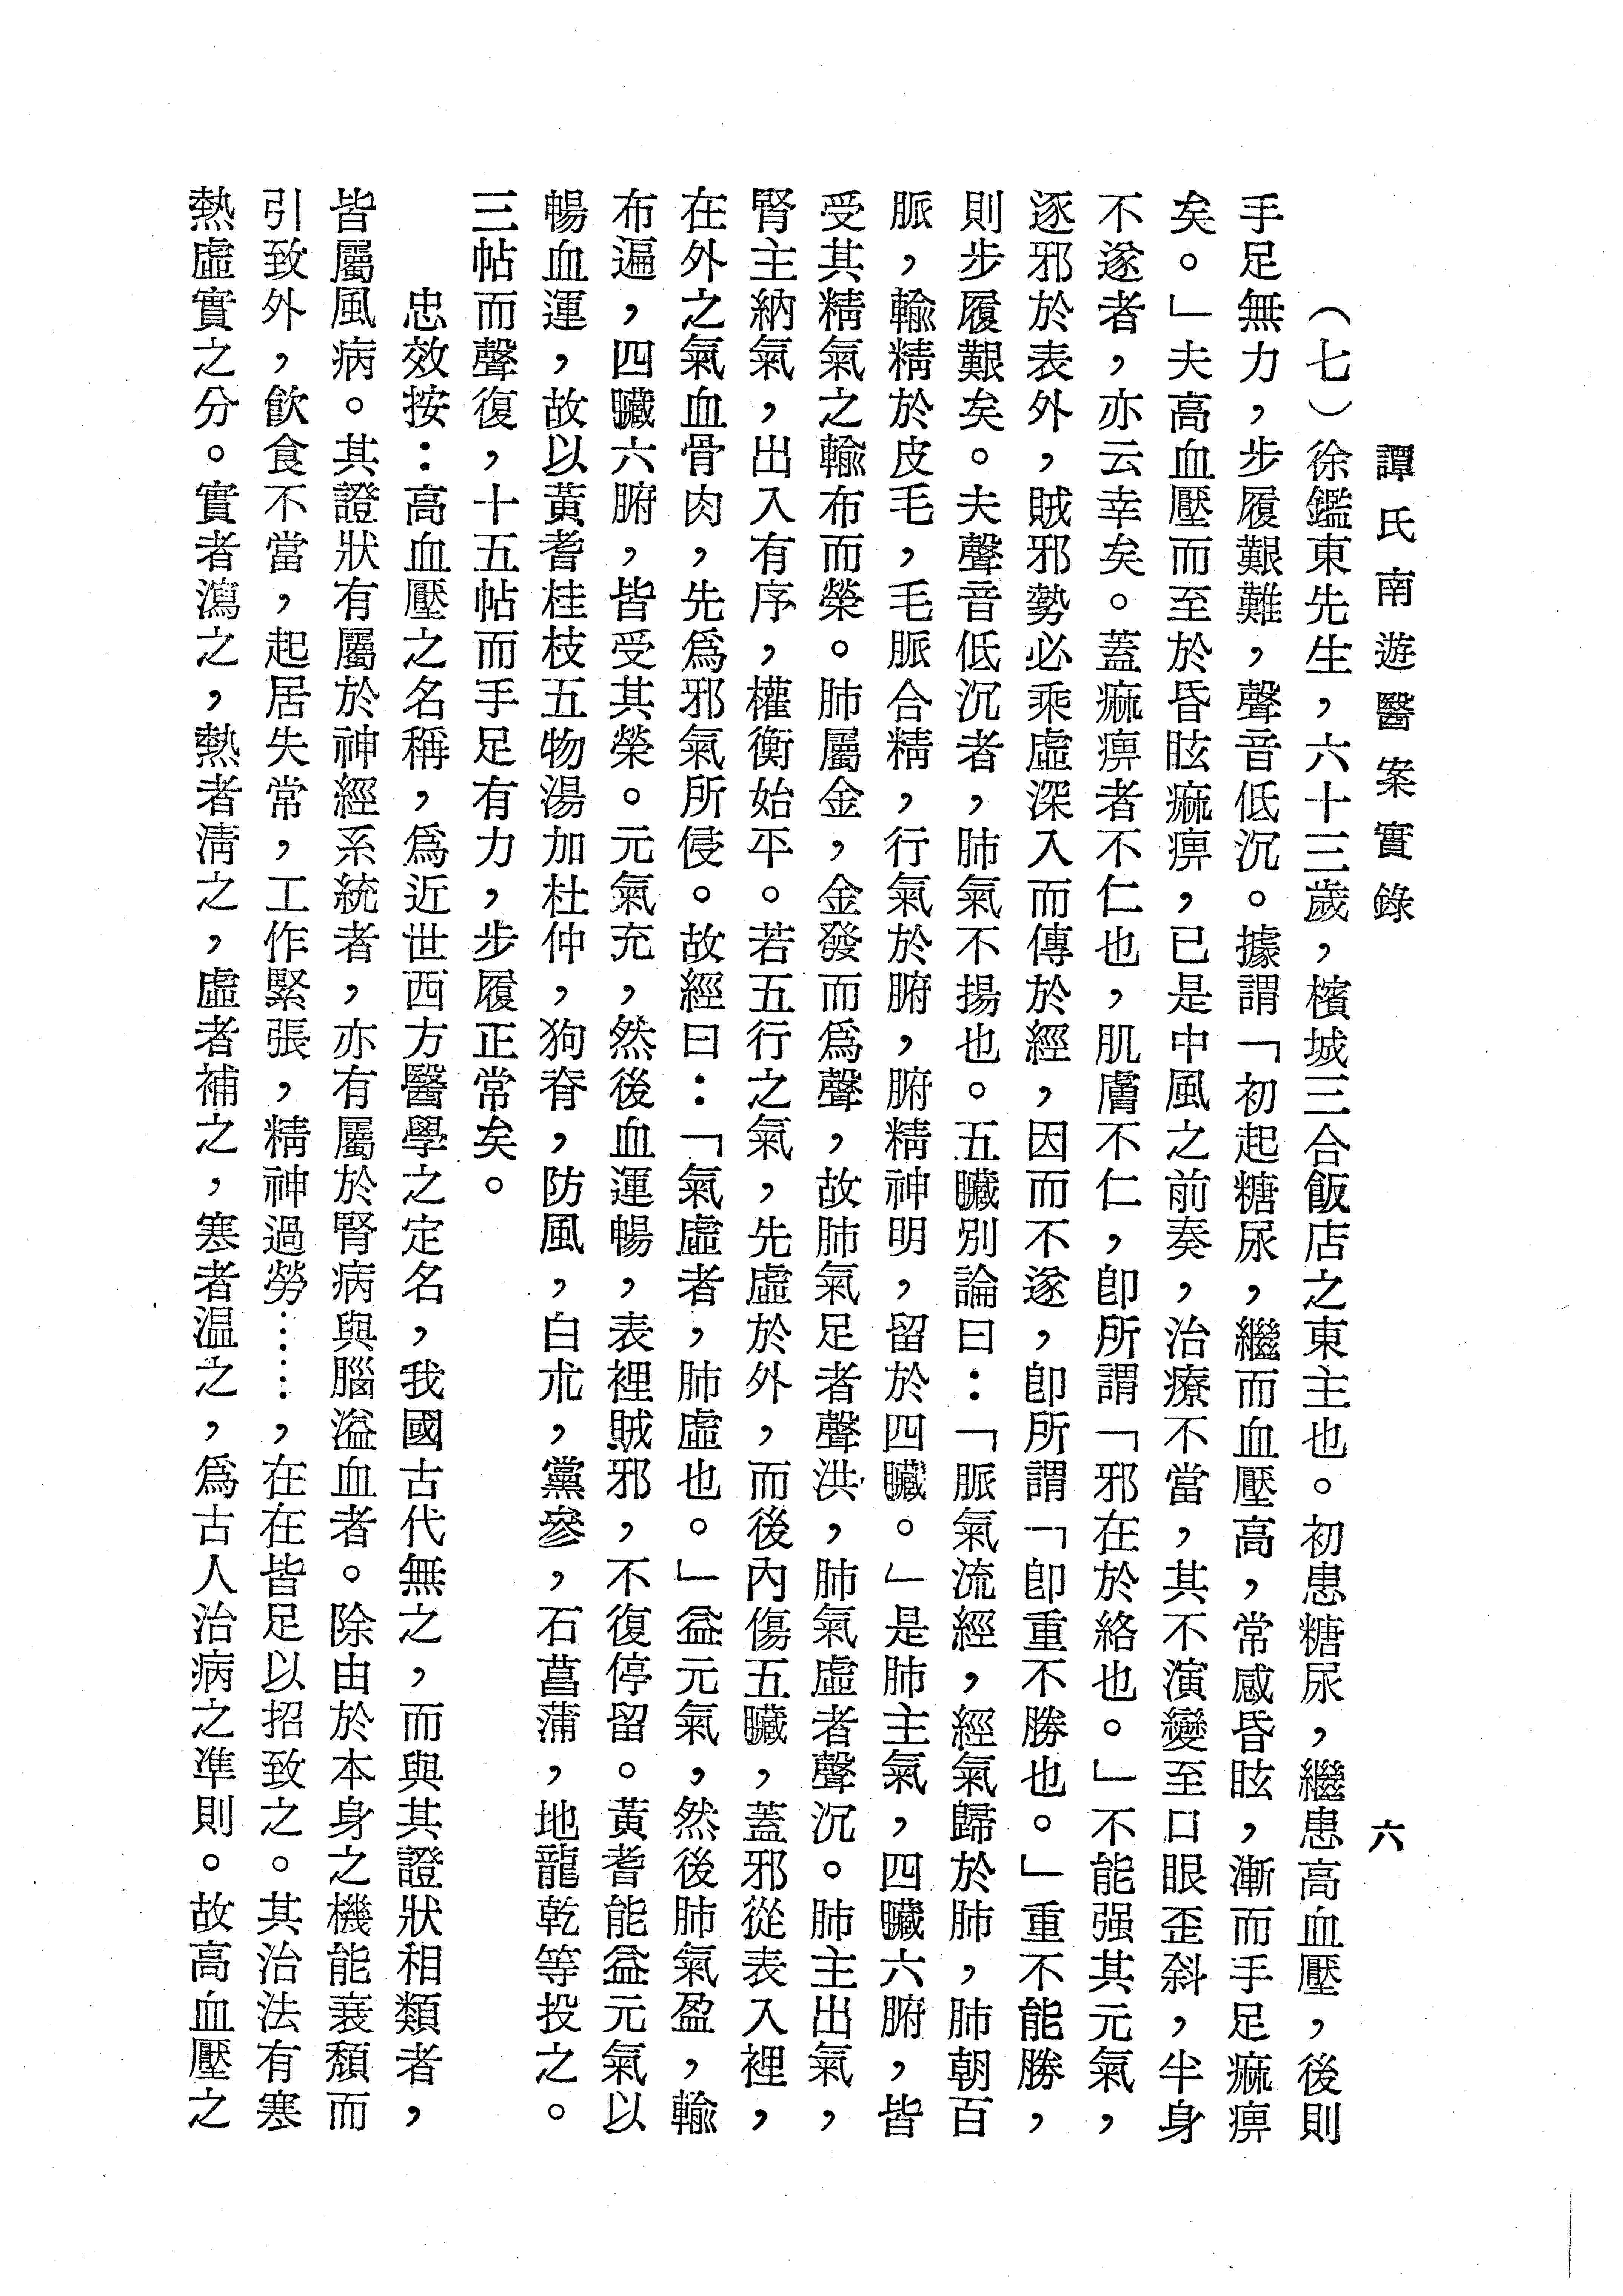 譚氏南遊醫案實錄
六
（七）徐鑑東先生，六十三歲，檳城三合飯店之東主也。初患糖尿，繼患高血壓，後則
手足無力，步履艱難，聲音低沉。據謂「初起糖尿，繼而血壓高，常感昏眩，漸而手足痲痹
矣。」夫高血壓而至於昏眩痲痹，已是中風之前奏，治療不當，其不演變至口眼歪斜，半身
不遂者，亦云幸矣。蓋痲痹者不仁也，肌膚不仁，卽所謂「邪在於絡也。」不能强其元氣，
逐邪於表外，賊邪勢必乘虛深入而傳於經，因而不遂，卽所謂「卽重不勝也。」重不能勝，
則步履艱矣。夫聲音低沉者，肺氣不揚也。五臟別論曰：「脈氣流經，經氣歸於肺，肺朝百
脈，輸精於皮毛，毛脈合精，行氣於腑，腑精神明，留於四臟。」是肺主氣，四臟六腑，皆
受其精氣之輸布而榮。肺屬金，金發而爲聲，故肺氣足者聲洪，肺氣虛者聲沉。肺主出氣，
腎主納氣，出入有序，權衡始平。若五行之氣，先虛於外，而後內傷五臟，蓋邪從表入裡，
在外之氣血骨肉，先爲邪氣所侵。故經曰：「氣虛者，肺虛也。」益元氣，然後肺氣盈，輸
布遍，四臟六腑，皆受其榮。元氣充，然後血運暢，表裡賊邪，不復停留。黃耆能益元氣以
暢血運，故以黃耆桂枝五物湯加杜仲，狗脊，防風，白朮，黨參，石菖蒲，地龍乾等投之。
三帖而聲復，十五帖而手足有力，步履正常矣。
忠效按：高血壓之名稱，爲近世西方醫學之定名，我國古代無之，而與其證狀相類者，
皆屬風病。其證狀有屬於神經系統者，亦有屬於腎病與腦溢血者。除由於本身之機能衰頹而
引致外，飲食不當，起居失常，工作緊張，精神過勞……，在在皆足以招致之。其治法有寒
熱虛實之分。實者瀉之，熱者淸之，虛者補之，寒者温之，爲古人治病之準則。故高血壓之